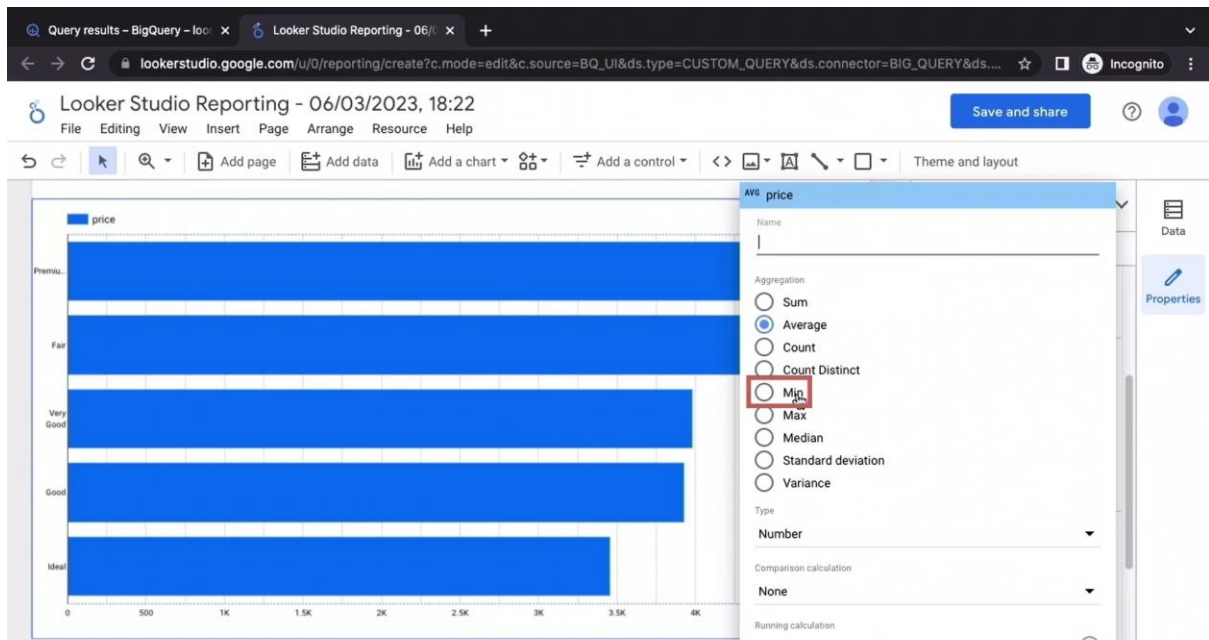 Query results – BigQuery – loo
Looker Studio Reporting - 06/0
lookerstudio.google.com/u/0/reporting/create?c.mode=edit&c.source=BQ_UI&ds.type=CUSTOM_QUERY&ds.connector=BIG_QUERY&ds....
Incognito
Looker Studio Reporting - 06/03/2023, 18:22
File Editing View Insert Page Arrange Resource Help
Save and share
Add page Add data Add a chart Add a control Theme and layout
AVG price
price
Name
Data
Premiu...
Aggregation
Sum
Properties
Average
Fair
Count
Count Distinct
Min
Max
Very
Good
Median
Standard deviation
Variance
Good
Type
Number
Comparison calculation
Ideal
None
0 500 1K 1.5K 2K 2.5K 3K 3.5K 4K
Running calculation